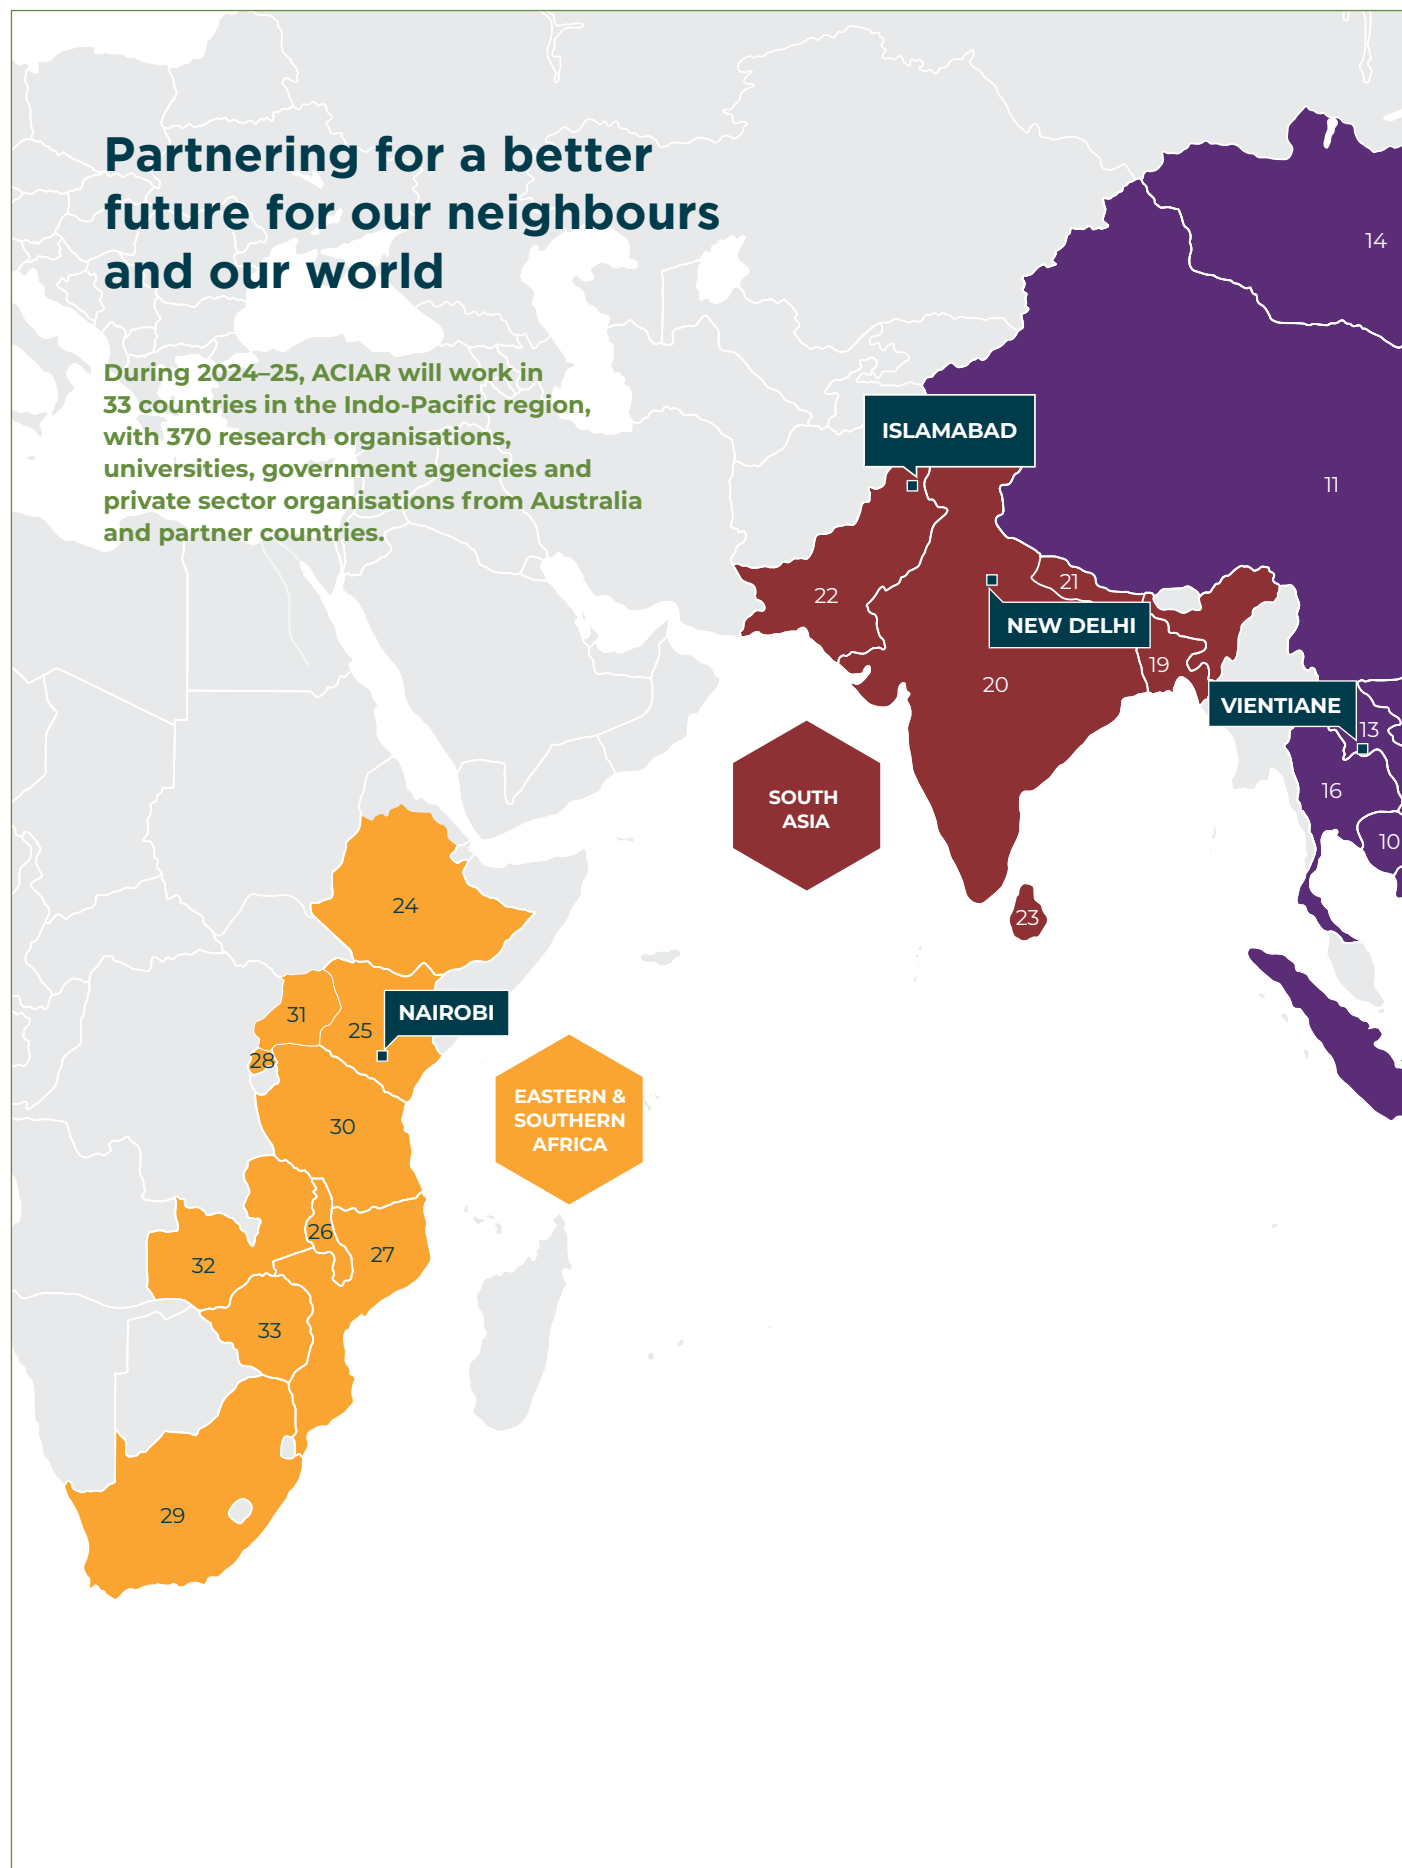 Partnering for a better
future for our neighbours
and our world
During 2024–25, ACIAR will work in
33 countries in the Indo-Pacific region,
with 370 research organisations,
universities, government agencies and
private sector organisations from Australia
and partner countries.
14
ISLAMABAD
11
21
22
NEW DELHI
19
20
VIENTIANE
13
16
SOUTH
ASIA
10
24
23
NAIROBI
31
25
28
EASTERN &
SOUTHERN
AFRICA
30
26
27
32
33
29